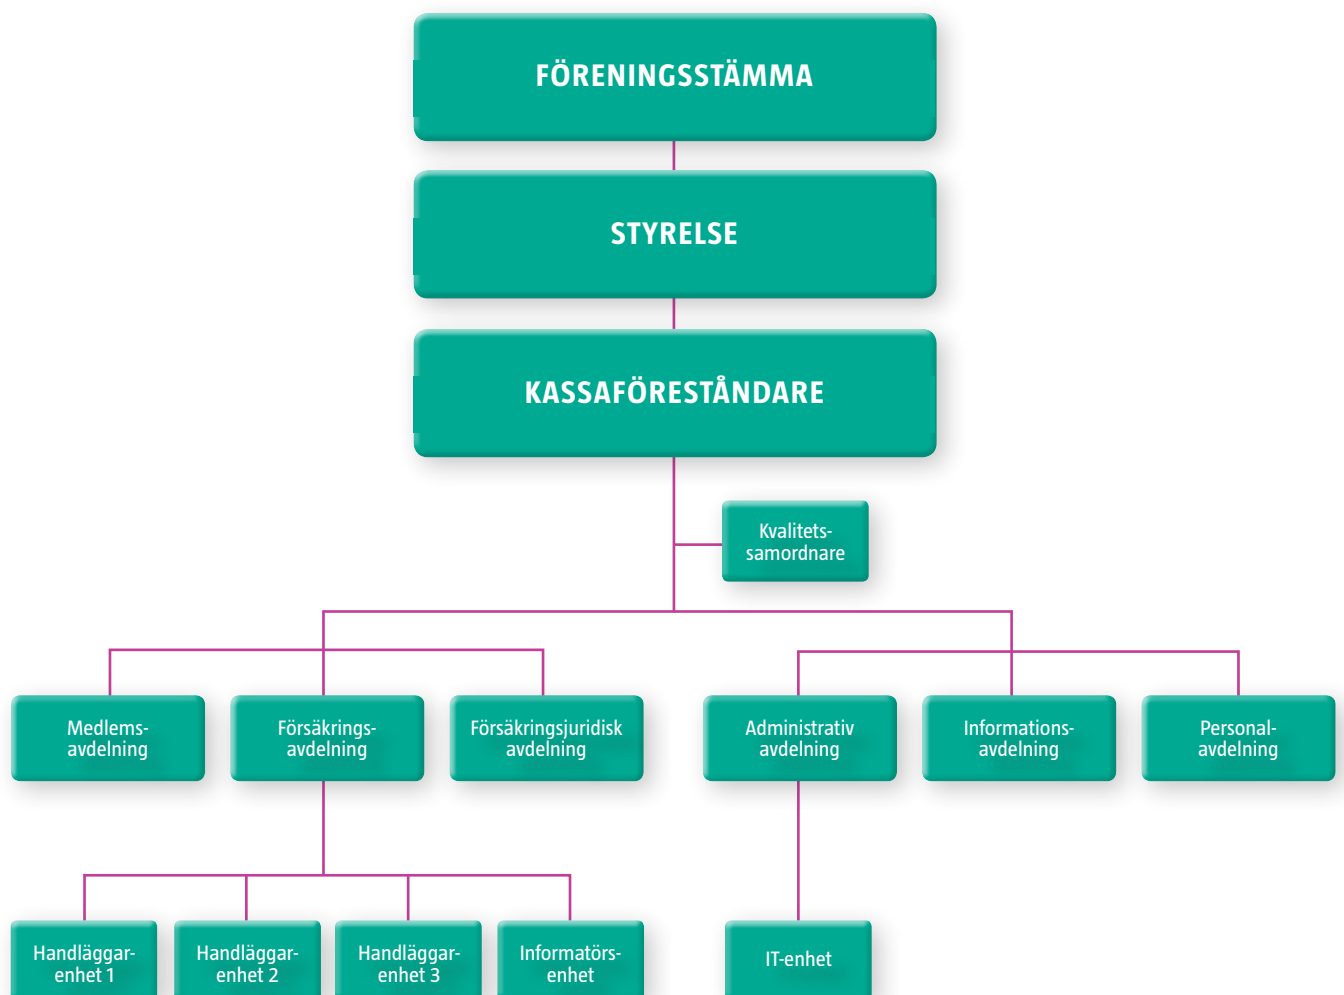 FÖRENINGSSTÄMMA
STYRELSE
KASSAFÖRESTÅNDARE
Kvalitets-
samordnare
Medlems-
avdelning
Försäkrings-
avdelning
Försäkringsjuridisk
avdelning
Administrativ
avdelning
Informations-
avdelning
Personal-
avdelning
Handläggar-
enhet 1
Handläggar-
enhet 2
Handläggar-
enhet 3
Informatörs-
enhet
IT-enhet